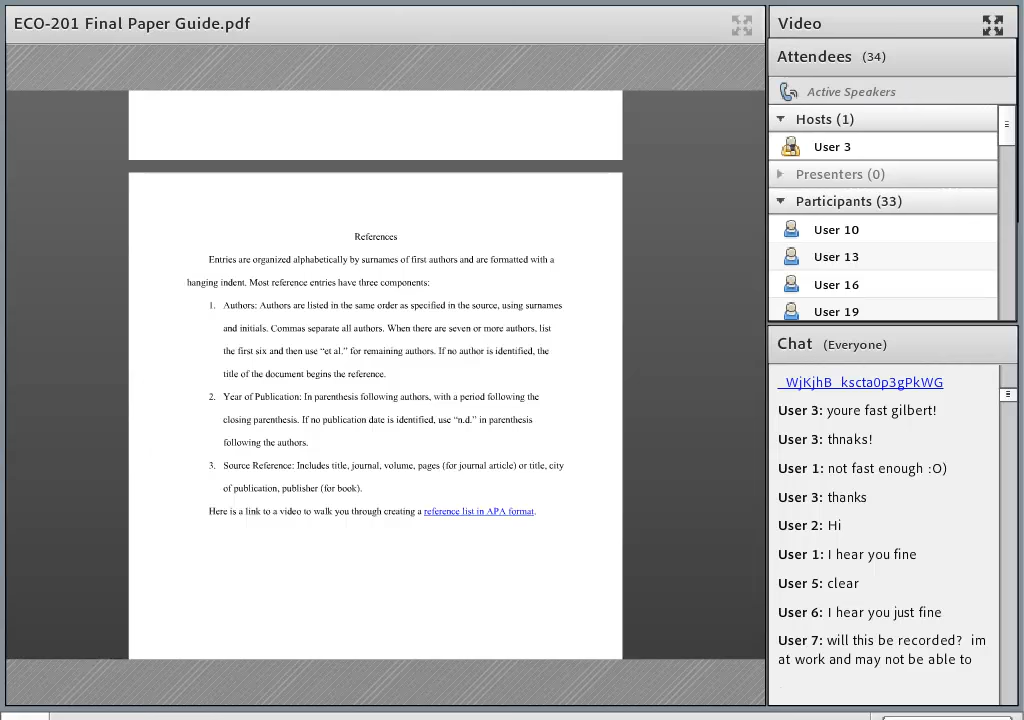 ECO-201 Final Paper Guide.pdf
References
Entries are organized alphabetically by surnames of first authors and are formatted with a
hanging indent. Most reference entries have three components:
1. Authors: Authors are listed in the same order as specified in the source, using surnames
and initials. Commas separate all authors. When there are seven or more authors, list
the first six and then use “et al.” for remaining authors. If no author is identified, the
title of the document begins the reference.
2. Year of Publication: In parenthesis following authors, with a period following the
closing parenthesis. If no publication date is identified, use “n.d.” in parenthesis
following the authors.
3. Source Reference: Includes title, journal, volume, pages (for journal article) or title, city
of publication, publisher (for book).
Here is a link to a video to walk you through creating a reference list in APA format.
Video
Attendees (34)
Active Speakers
Hosts (1)
User 3
Presenters (0)
Participants (33)
User 10
User 13
User 16
User 19
Chat (Everyone)
_WjKjhB_kscta0p3gPkWG
User 3: youre fast gilbert!
User 3: thnaks!
User 1: not fast enough :O)
User 3: thanks
User 2: Hi
User 1: I hear you fine
User 5: clear
User 6: I hear you just fine
User 7: will this be recorded? im
at work and may not be able to